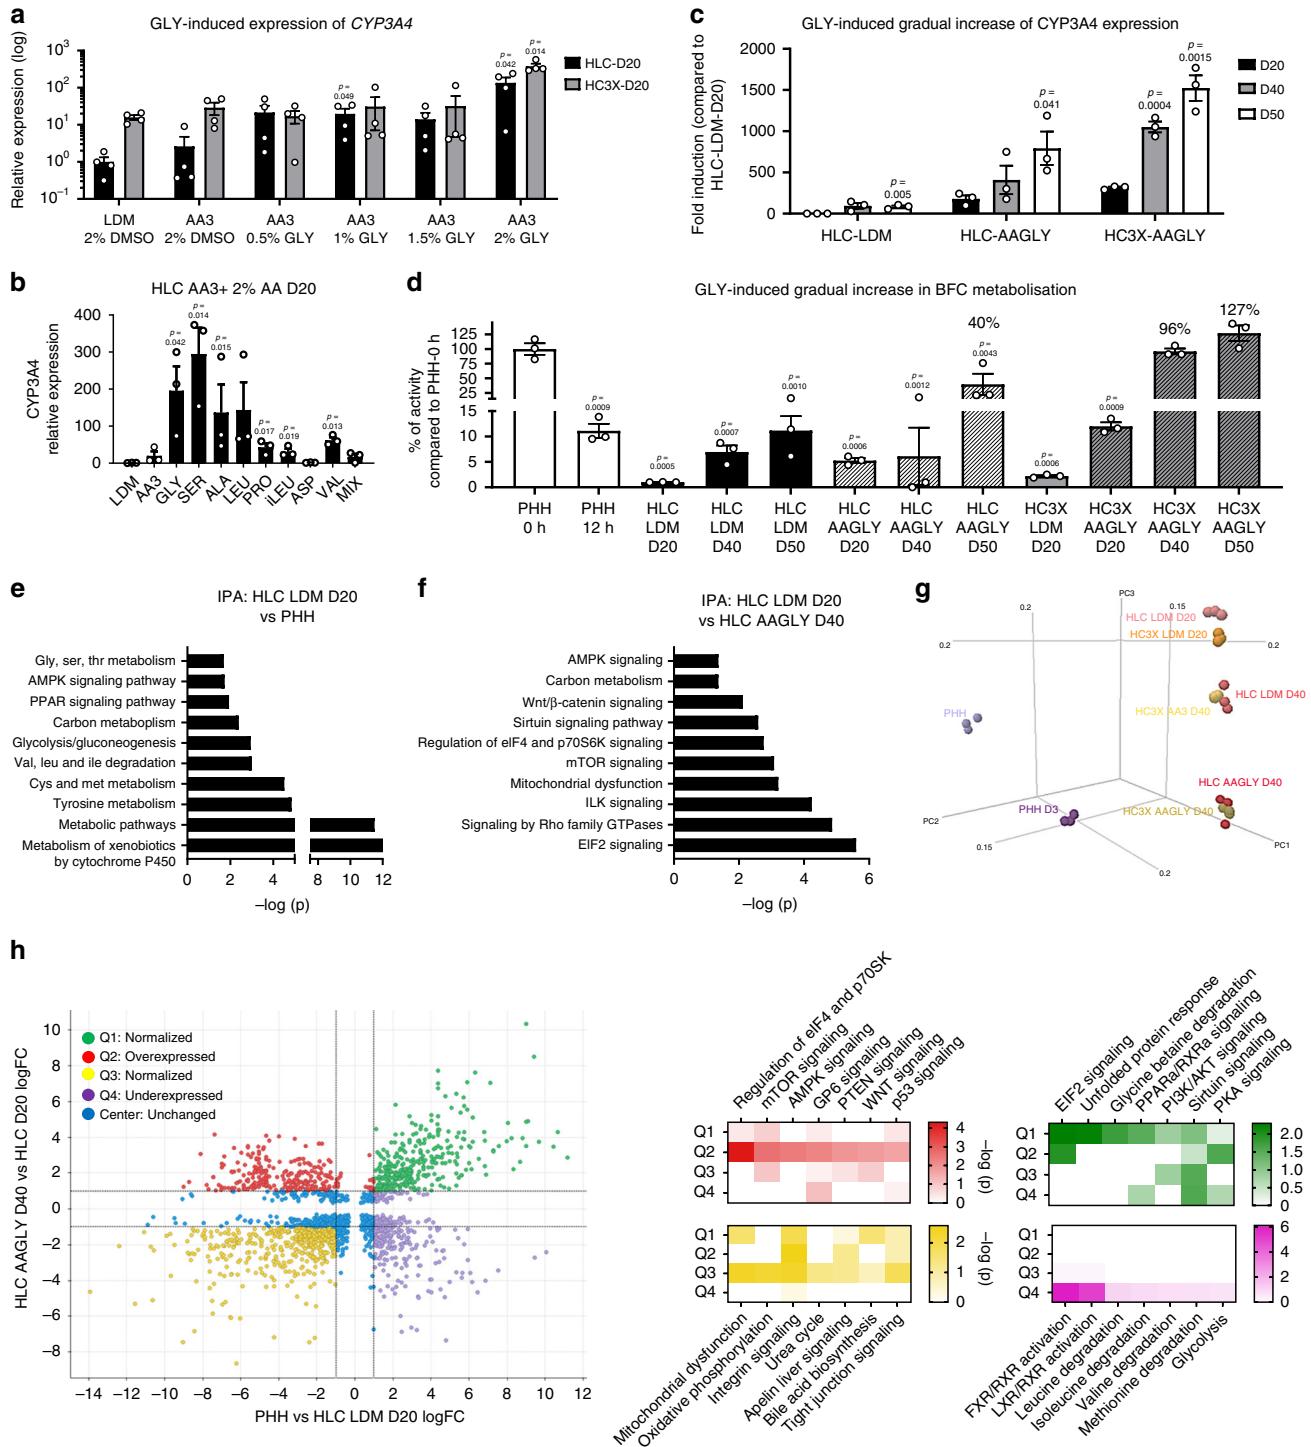 a
GLY-induced expression of CYP3A4
Relative expression (log)
10³
10²
10¹
10⁰
10⁻¹
p =
0.049
p =
0.042
p =
0.014
HLC-D20
HC3X-D20
LDM
2% DMSO
AA3
2% DMSO
AA3
0.5% GLY
AA3
1% GLY
AA3
1.5% GLY
AA3
2% GLY
c
GLY-induced gradual increase of CYP3A4 expression
Fold induction (compared to
HLC-LDM-D20)
2000
1500
1000
500
0
p =
0.005
p =
0.041
p =
0.0004
p =
0.0015
D20
D40
D50
HLC-LDM
HLC-AAGLY
HC3X-AAGLY
b
HLC AA3+ 2% AA D20
CYP3A4
relative expression
400
300
200
100
0
p =
0.042
p =
0.014
p =
0.015
p =
0.017
p =
0.019
p =
0.013
LDM
AA3
GLY
SER
ALA
LEU
PRO
iLEU
ASP
VAL
MIX
d
GLY-induced gradual increase in BFC metabolisation
% of activity
compared to PHH-0 h
125
100
75
50
25
15
10
5
0
p =
0.0009
p =
0.0005
p =
0.0007
p =
0.0010
p =
0.0006
p =
0.0012
40%
p =
0.0043
p =
0.0006
p =
0.0009
96%
127%
PHH
0 h
PHH
12 h
HLC
LDM
D20
HLC
LDM
D40
HLC
LDM
D50
HLC
AAGLY
D20
HLC
AAGLY
D40
HLC
AAGLY
D50
HC3X
LDM
D20
HC3X
AAGLY
D20
HC3X
AAGLY
D40
HC3X
AAGLY
D50
e
IPA: HLC LDM D20
vs PHH
Gly, ser, thr metabolism
AMPK signaling pathway
PPAR signaling pathway
Carbon metaboplism
Glycolysis/gluconeogenesis
Val, leu and ile degradation
Cys and met metabolism
Tyrosine metabolism
Metabolic pathways
Metabolism of xenobiotics
by cytochrome P450
0 2 4 8 10 12
–log (p)
f
IPA: HLC LDM D20
vs HLC AAGLY D40
AMPK signaling
Carbon metabolism
Wnt/β-catenin signaling
Sirtuin signaling pathway
Regulation of eIF4 and p70S6K signaling
mTOR signaling
Mitochondrial dysfunction
ILK signaling
Signaling by Rho family GTPases
EIF2 signaling
0 2 4 6
–log (p)
g
PC3
0.2
0.15
HLC LDM D20
HC3X LDM D20
0.2
0.2
HLC LDM D40
HC3X AA3 D40
PHH
HLC AAGLY D40
HC3X AAGLY D40
PHH D3
PC2
PC1
0.15
0.2
h
HLC AAGLY D40 vs HLC D20 logFC
10
8
6
4
2
0
−2
−4
−6
−8
Q1: Normalized
Q2: Overexpressed
Q3: Normalized
Q4: Underexpressed
Center: Unchanged
−14 −12 −10 −8 −6 −4 −2 0 2 4 6 8 10 12
PHH vs HLC LDM D20 logFC
Regulation of eIF4 and p70SK
mTOR signaling
AMPK signaling
GP6 signaling
PTEN signaling
WNT signaling
p53 signaling
Q1
Q2
Q3
Q4
4
3
2
1
0
–log (p)
EIF2 signaling
Unfolded protein response
Glycine betaine degradation
PPARa/RXRa signaling
PI3K/AKT signaling
Sirtuin signaling
PKA signaling
Q1
Q2
Q3
Q4
2.0
1.5
1.0
0.5
0
Q1
Q2
Q3
Q4
2
1
0
–log (p)
Mitochondrial dysfunction
Oxidative phosphorylation
Integrin signaling
Urea cycle
Apelin liver signaling
Bile acid biosynthesis
Tight junction signaling
Q1
Q2
Q3
Q4
6
4
2
0
FXR/RXR activation
LXR/RXR activation
Leucine degradation
Isoleucine degradation
Valine degradation
Methionine degradation
Glycolysis